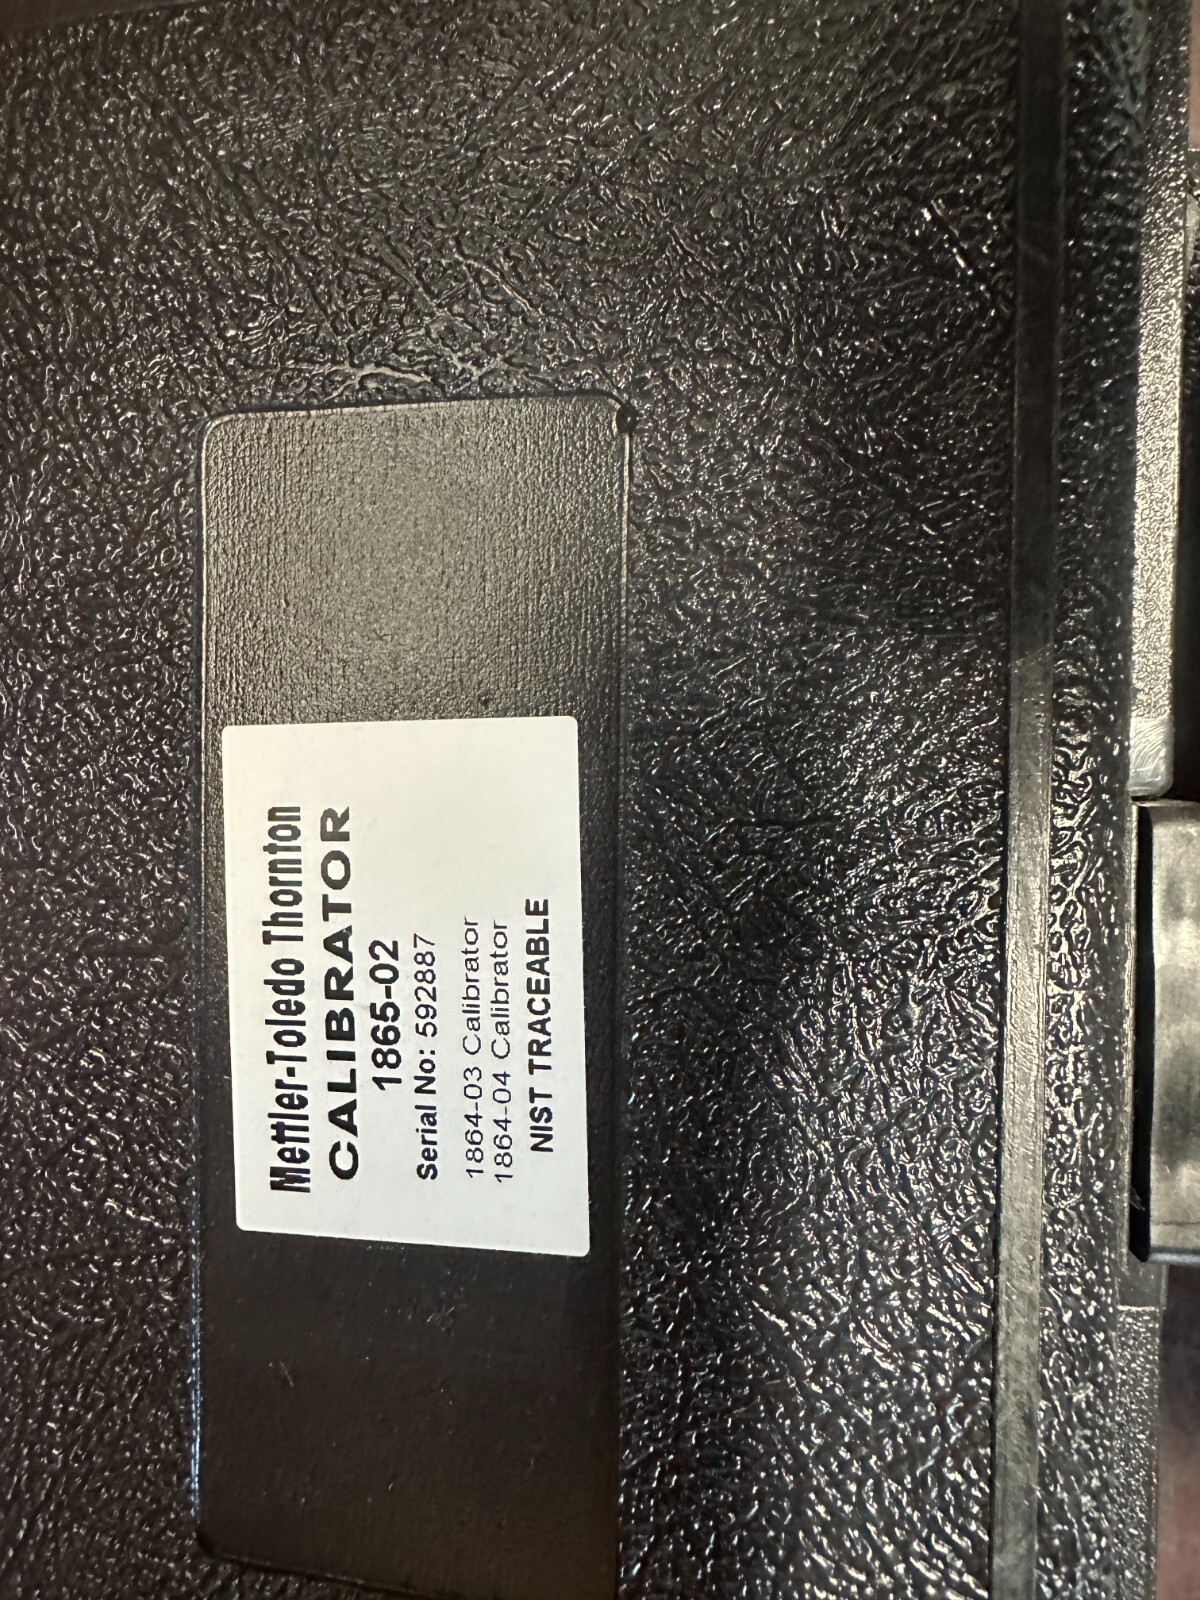 Mettler-Toledo Thornton
CALIBRATOR
1865-02
Serial No: 592887
1864-03 Calibrator
1864-04 Calibrator
NIST TRACEABLE